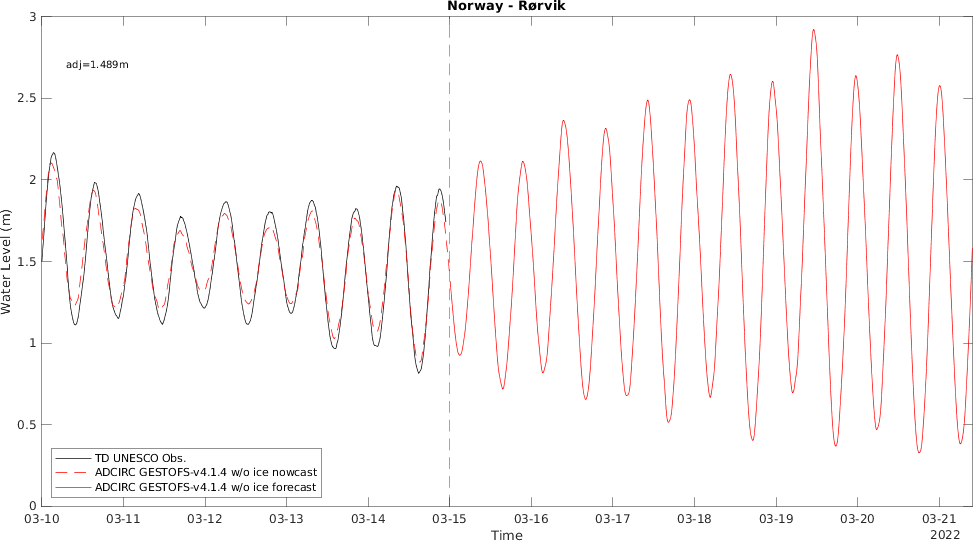 Norway - Rørvik
3
adj=1.489m
2.5
2
1.5
1
0.5
0
Water Level (m)
TD UNESCO Obs.
ADCIRC GESTOFS-v4.1.4 w/o ice nowcast
ADCIRC GESTOFS-v4.1.4 w/o ice forecast
03-10 03-11 03-12 03-13 03-14 03-15 03-16 03-17 03-18 03-19 03-20 03-21
Time 2022